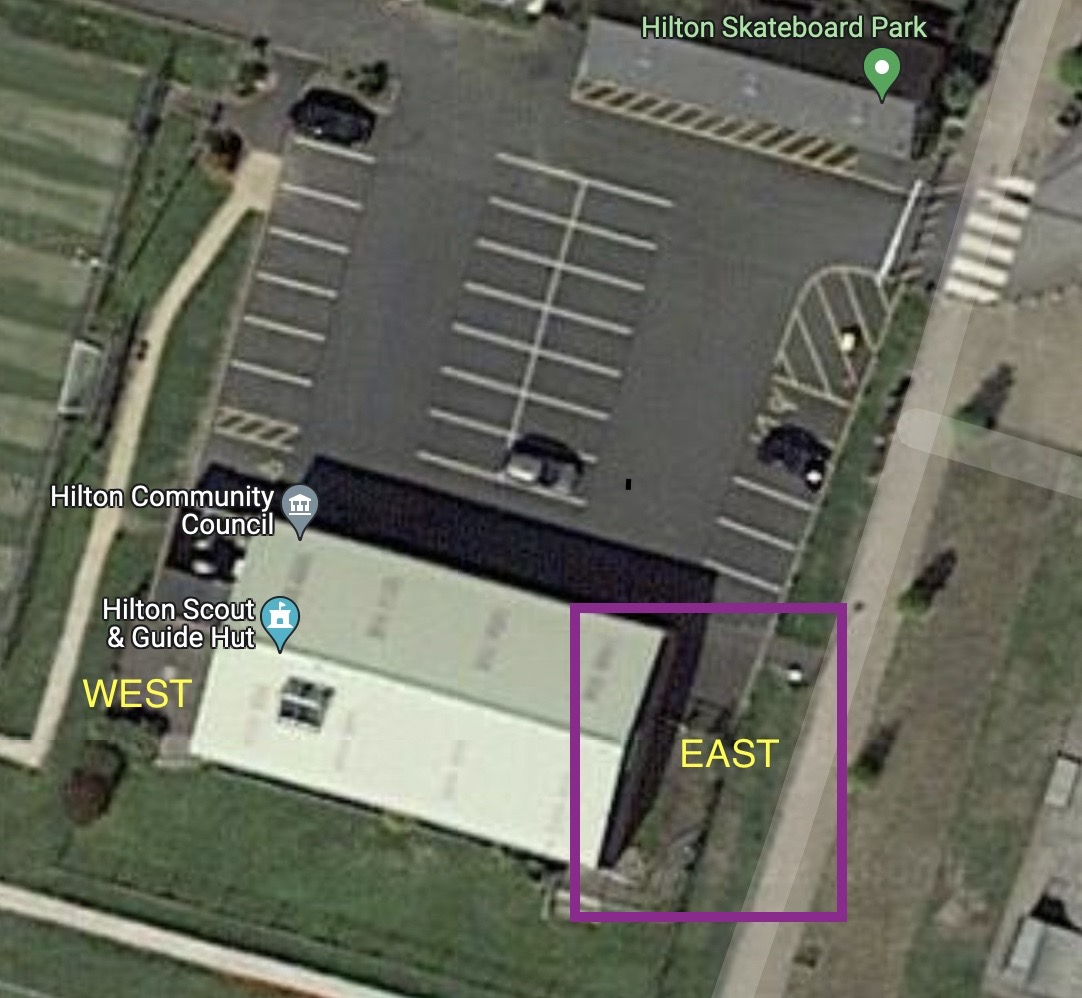 Hilton Skateboard Park
Hilton Community
Council
Hilton Scout
& Guide Hut
WEST
EAST